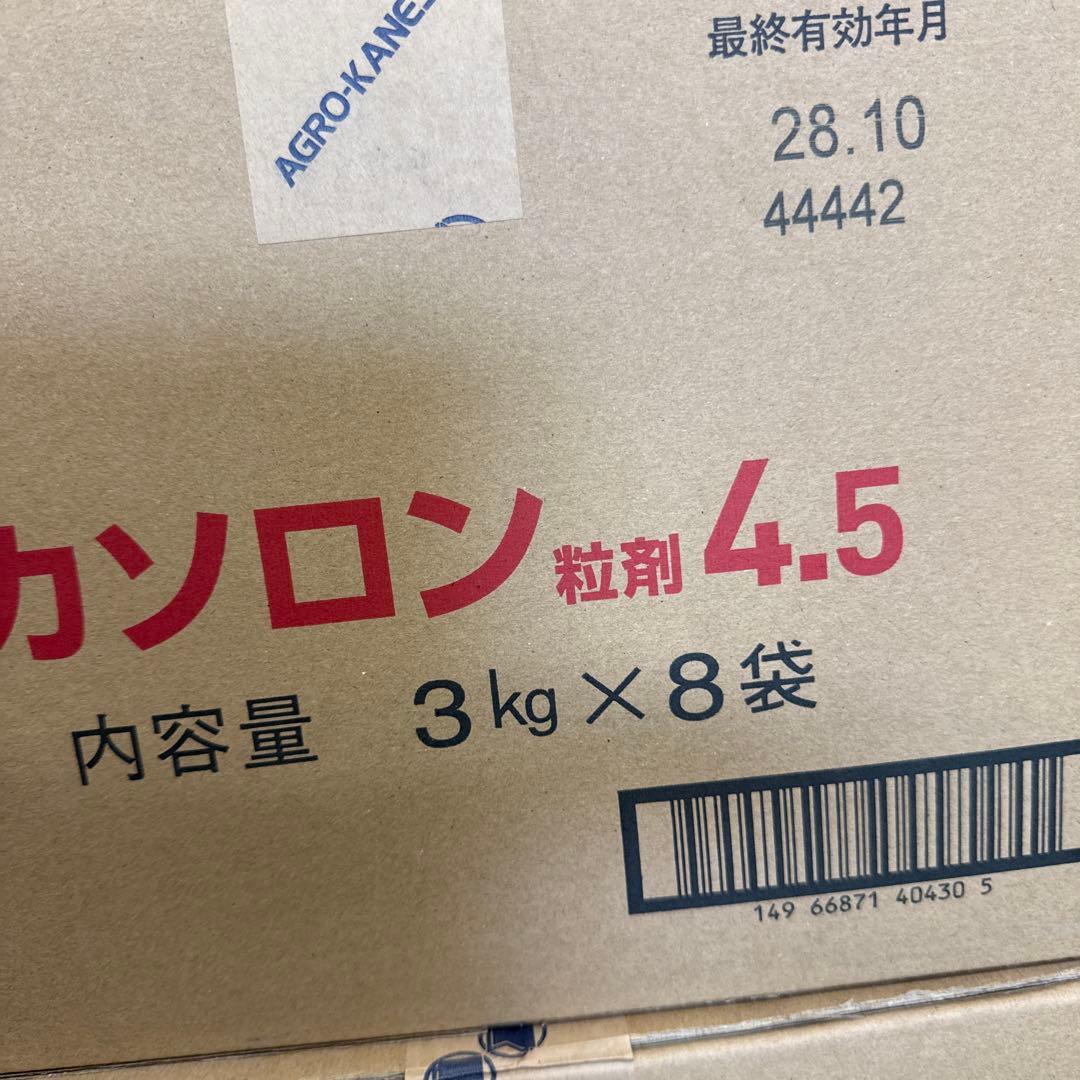 AGRO-KANES
最終有効年月
28.10
44442
カソロン 粒剤 4.5
内容量 3kg×8袋
149 66871 40430 5